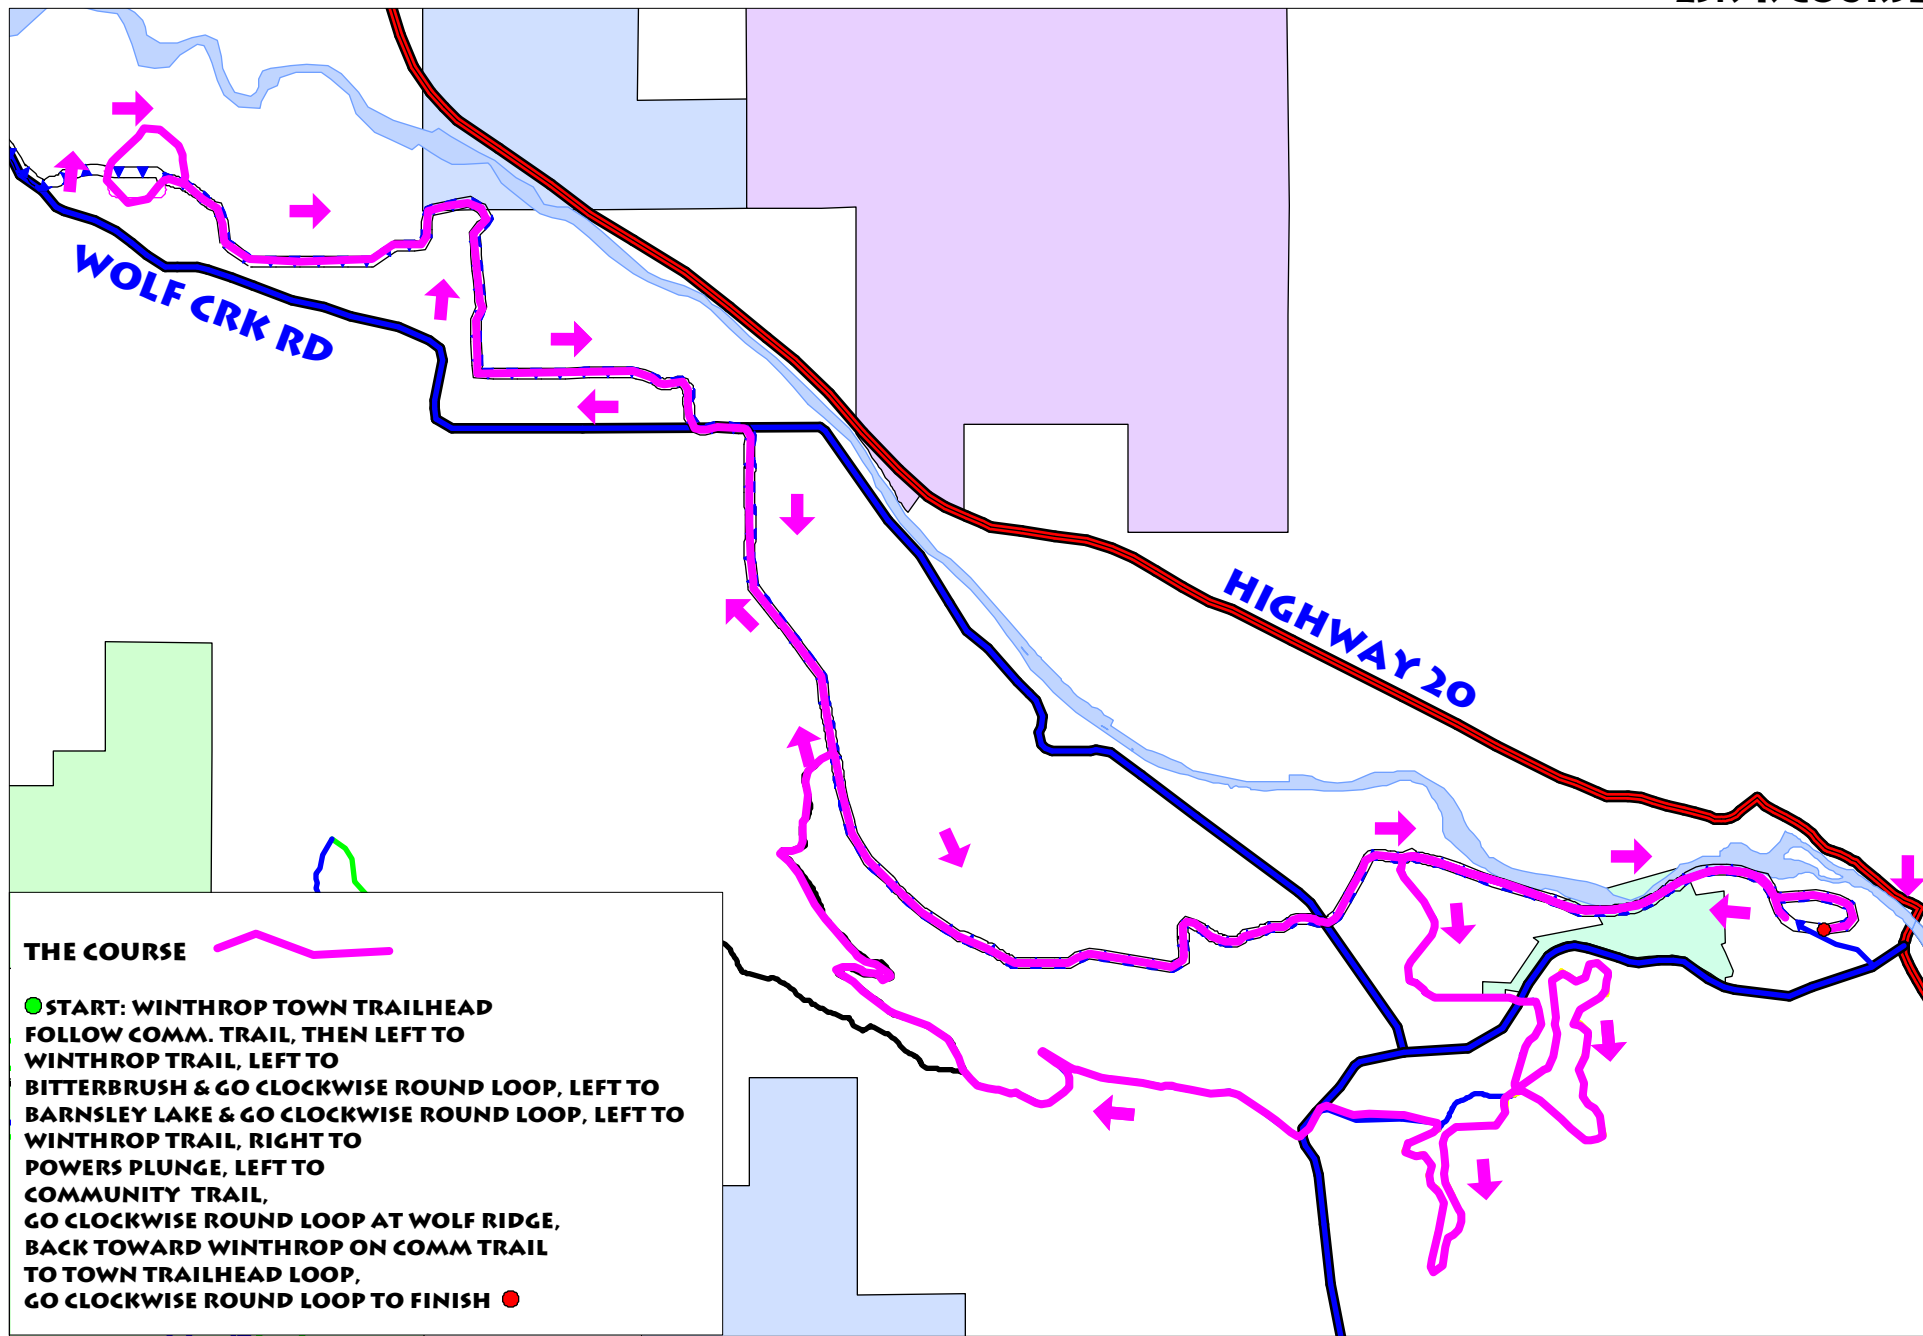 WOLF CRK RD
HIGHWAY 20
THE COURSE
START: WINTHROP TOWN TRAILHEAD
FOLLOW COMM. TRAIL, THEN LEFT TO
WINTHROP TRAIL, LEFT TO
BITTERBRUSH & GO CLOCKWISE ROUND LOOP, LEFT TO
BARNSLEY LAKE & GO CLOCKWISE ROUND LOOP, LEFT TO
WINTHROP TRAIL, RIGHT TO
POWERS PLUNGE, LEFT TO
COMMUNITY TRAIL,
GO CLOCKWISE ROUND LOOP AT WOLF RIDGE,
BACK TOWARD WINTHROP ON COMM TRAIL
TO TOWN TRAILHEAD LOOP,
GO CLOCKWISE ROUND LOOP TO FINISH